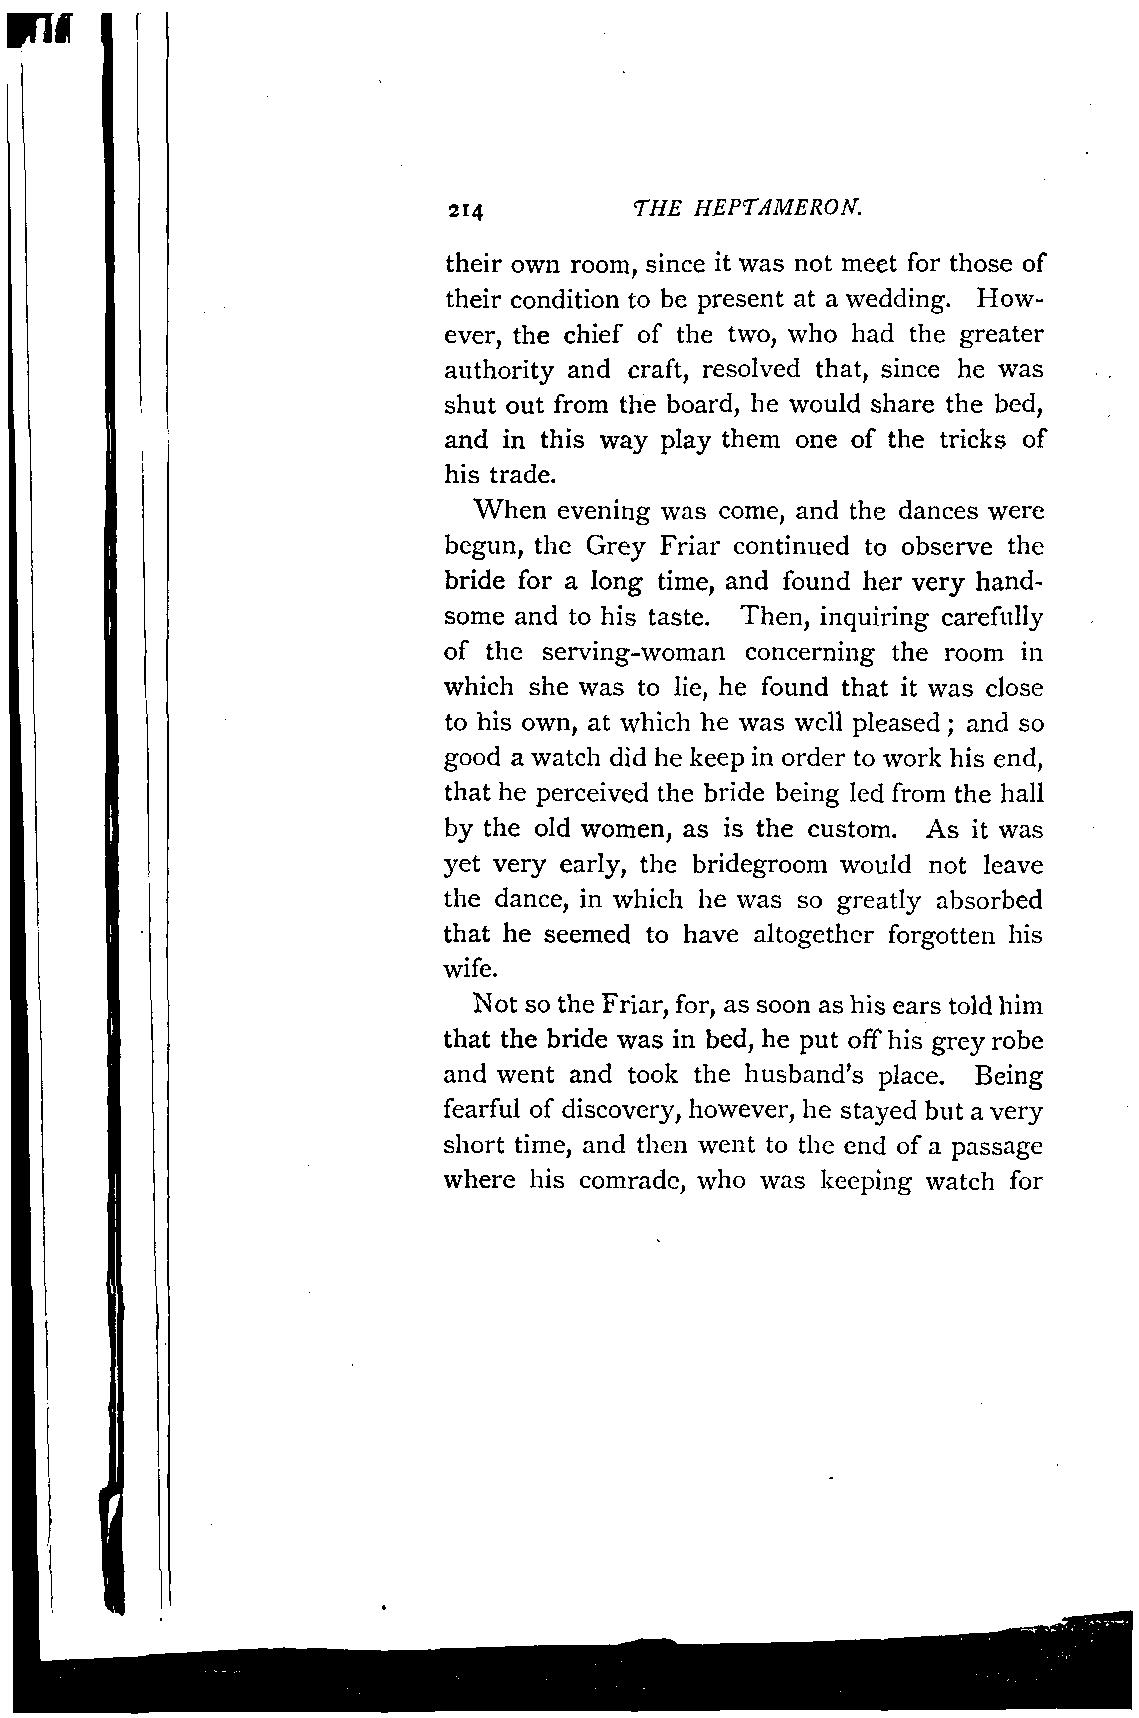 214 THE HEPTAMERON.
their own room, since it was not meet for those of
their condition to be present at a wedding. How-
ever, the chief of the two, who had the greater
authority and craft, resolved that, since he was
shut out from the board, he would share the bed,
and in this way play them one of the tricks of
his trade.
When evening was come, and the dances were
begun, the Grey Friar continued to observe the
bride for a long time, and found her very hand-
some and to his taste. Then, inquiring carefully
of the serving-woman concerning the room in
which she was to lie, he found that it was close
to his own, at which he was well pleased ; and so
good a watch did he keep in order to work his end,
that he perceived the bride being led from the hall
by the old women, as is the custom. As it was
yet very early, the bridegroom would not leave
the dance, in which he was so greatly absorbed
that he seemed to have altogether forgotten his
wife.
Not so the Friar, for, as soon as his ears told him
that the bride was in bed, he put off his grey robe
and went and took the husband's place. Being
fearful of discovery, however, he stayed but a very
short time, and then went to the end of a passage
where his comrade, who was keeping watch for